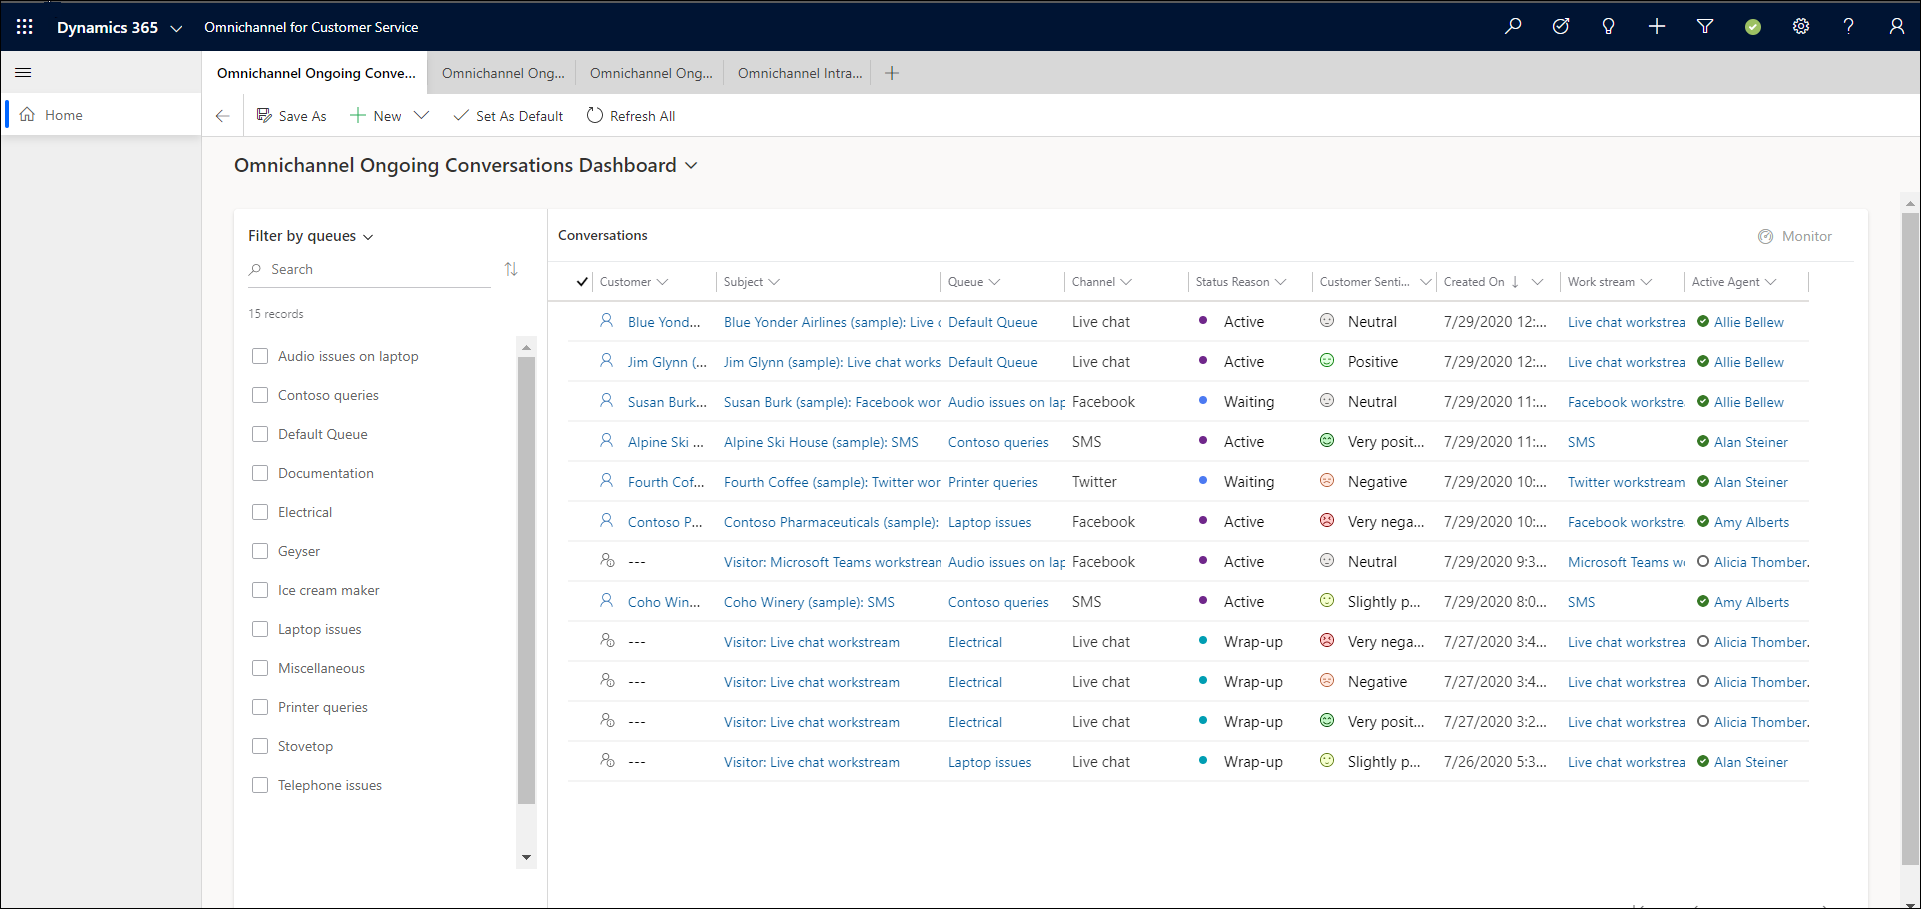 Dynamics 365 Omnichannel for Customer Service
Omnichannel Ongoing Conve... Omnichannel Ong... Omnichannel Ong... Omnichannel Intra...
Home
Save As New Set As Default Refresh All
Omnichannel Ongoing Conversations Dashboard
Filter by queues
Search
15 records
Audio issues on laptop
Contoso queries
Default Queue
Documentation
Electrical
Geyser
Ice cream maker
Laptop issues
Miscellaneous
Printer queries
Stovetop
Telephone issues
Conversations Monitor
Customer Subject Queue Channel Status Reason Customer Senti... Created On Work stream Active Agent
Blue Yond... Blue Yonder Airlines (sample): Live Default Queue Live chat Active Neutral 7/29/2020 12:... Live chat workstrea Allie Bellew
Jim Glynn (... Jim Glynn (sample): Live chat works Default Queue Live chat Active Positive 7/29/2020 12:... Live chat workstrea Allie Bellew
Susan Burk... Susan Burk (sample): Facebook wor Audio issues on lap Facebook Waiting Neutral 7/29/2020 11:... Facebook workstre Allie Bellew
Alpine Ski ... Alpine Ski House (sample): SMS Contoso queries SMS Active Very posit... 7/29/2020 11:... SMS Alan Steiner
Fourth Cof... Fourth Coffee (sample): Twitter wor Printer queries Twitter Waiting Negative 7/29/2020 10:... Twitter workstream Alan Steiner
Contoso P... Contoso Pharmaceuticals (sample): Laptop issues Facebook Active Very nega... 7/29/2020 10:... Facebook workstre Amy Alberts
--- Visitor: Microsoft Teams workstream Audio issues on lap Facebook Active Neutral 7/29/2020 9:3... Microsoft Teams w Alicia Thomber.
Coho Win... Coho Winery (sample): SMS Contoso queries SMS Active Slightly p... 7/29/2020 8:0... SMS Amy Alberts
--- Visitor: Live chat workstream Electrical Live chat Wrap-up Very nega... 7/27/2020 3:4... Live chat workstrea Alicia Thomber.
--- Visitor: Live chat workstream Electrical Live chat Wrap-up Negative 7/27/2020 3:4... Live chat workstrea Alicia Thomber.
--- Visitor: Live chat workstream Electrical Live chat Wrap-up Very posit... 7/27/2020 3:2... Live chat workstrea Alicia Thomber.
--- Visitor: Live chat workstream Laptop issues Live chat Wrap-up Slightly p... 7/26/2020 5:3... Live chat workstrea Alan Steiner